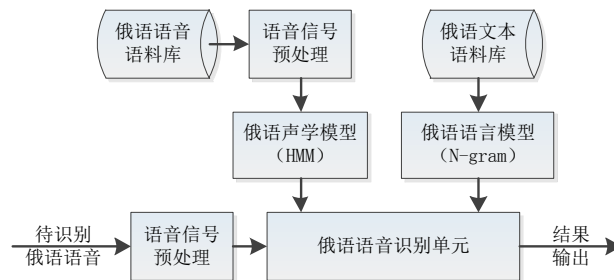 俄语语音
语料库
语音信号
预处理
俄语文本
语料库
俄语声学模型
（HMM）
俄语语言模型
（N-gram）
待识别
俄语语音
语音信号
预处理
俄语语音识别单元
结果
输出